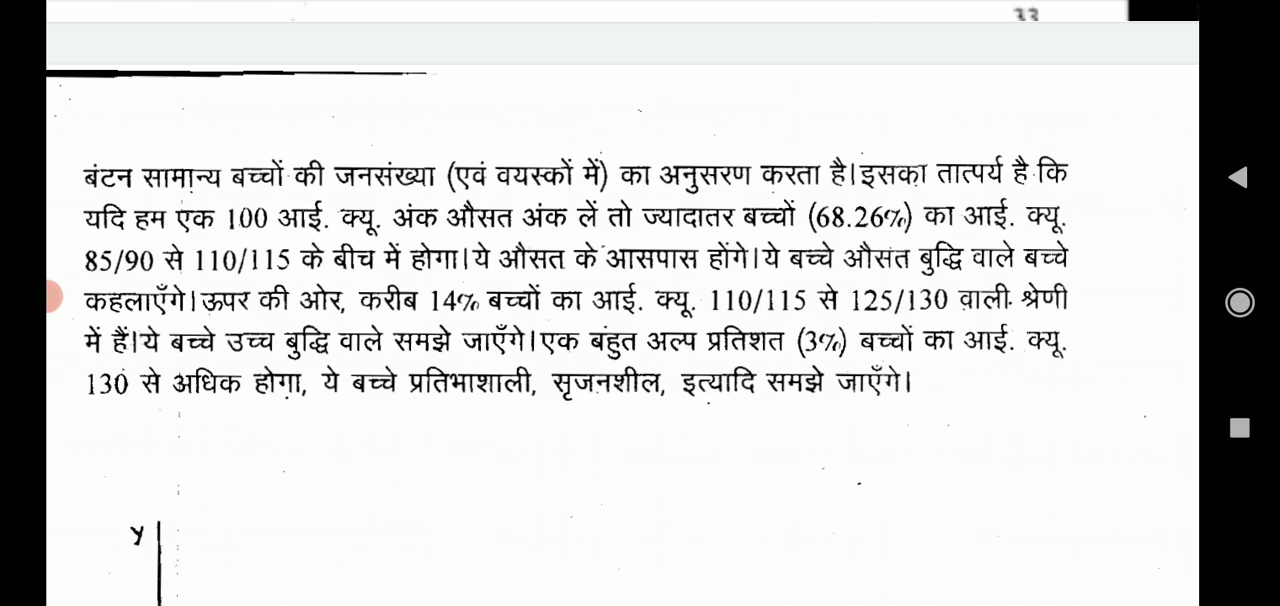 बंटन सामान्य बच्चों की जनसंख्या (एवं वयस्कों में) का अनुसरण करता है। इसका तात्पर्य है कि
यदि हम एक 100 आई. क्यू. अंक औसत अंक लें तो ज्यादातर बच्चों (68.26%) का आई. क्यू.
85/90 से 110/115 के बीच में होगा। ये औसत के आसपास होंगे। ये बच्चे औसत बुद्धि वाले बच्चे
कहलाएँगे। ऊपर की ओर, करीब 14% बच्चों का आई. क्यू. 110/115 से 125/130 वाली श्रेणी
में हैं। ये बच्चे उच्च बुद्धि वाले समझे जाएँगे। एक बहुत अल्प प्रतिशत (3%) बच्चों का आई. क्यू.
130 से अधिक होगा, ये बच्चे प्रतिभाशाली, सृजनशील, इत्यादि समझे जाएँगे।
y